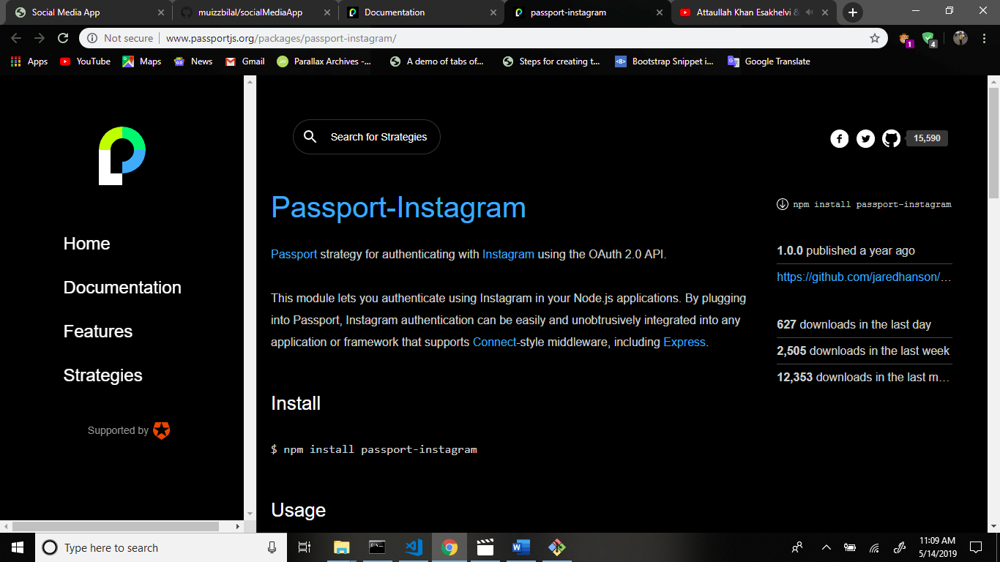 Social Media App
muizzbilal/socialMediaApp
Documentation
passport-instagram
Attaullah Khan Esakhelvi &
Not secure
www.passportjs.org/packages/passport-instagram/
1
4
Apps
YouTube
Maps
News
Gmail
Parallax Archives -...
A demo of tabs of...
Steps for creating t...
<B>
Bootstrap Snippet i...
Google Translate
Search for Strategies
15,590
Home
Documentation
Features
Strategies
Supported by
Passport-Instagram
Passport strategy for authenticating with Instagram using the OAuth 2.0 API.
This module lets you authenticate using Instagram in your Node.js applications. By plugging
into Passport, Instagram authentication can be easily and unobtrusively integrated into any
application or framework that supports Connect-style middleware, including Express.
Install
$ npm install passport-instagram
Usage
npm install passport-instagram
1.0.0 published a year ago
https://github.com/jaredhanson/...
627 downloads in the last day
2,505 downloads in the last week
12,353 downloads in the last m...
Type here to search
11:09 AM
5/14/2019